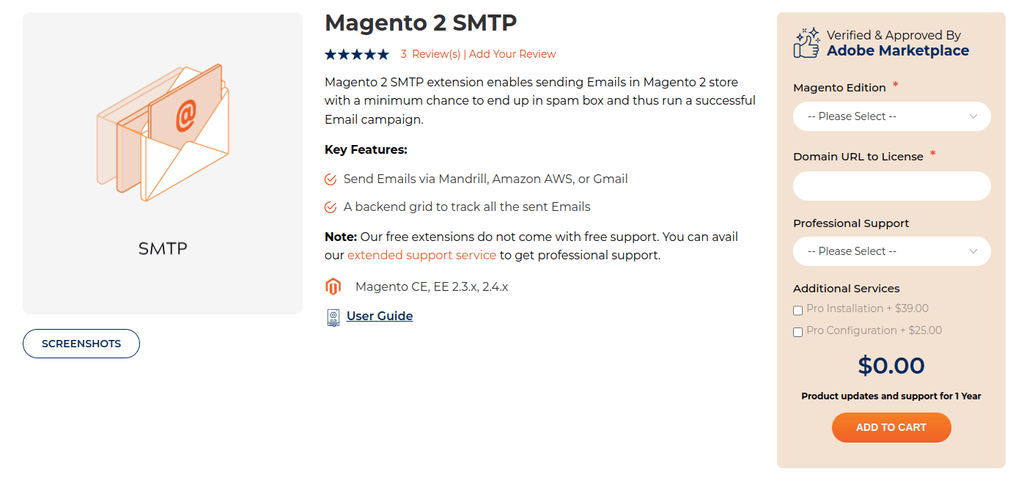 SMTP
SCREENSHOTS
Magento 2 SMTP
3 Review(s) | Add Your Review
Magento 2 SMTP extension enables sending Emails in Magento 2 store
with a minimum chance to end up in spam box and thus run a successful
Email campaign.
Key Features:
Send Emails via Mandrill, Amazon AWS, or Gmail
A backend grid to track all the sent Emails
Note: Our free extensions do not come with free support. You can avail
our extended support service to get professional support.
Magento CE, EE 2.3.x, 2.4.x
User Guide
Verified & Approved By
Adobe Marketplace
Magento Edition *
-- Please Select --
Domain URL to License *
Professional Support
-- Please Select --
Additional Services
Pro Installation + $39.00
Pro Configuration + $25.00
$0.00
Product updates and support for 1 Year
ADD TO CART